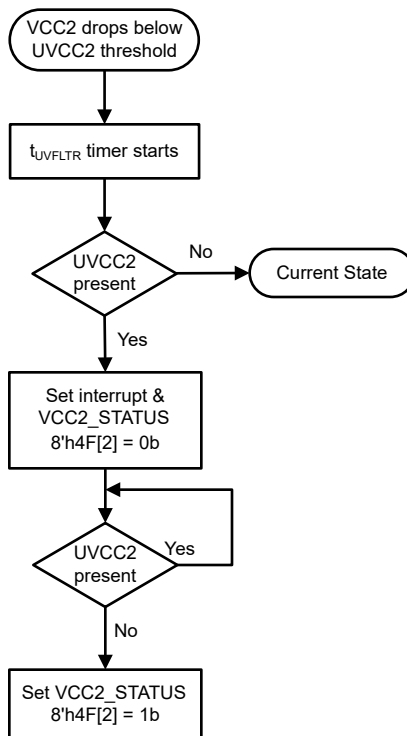 VCC2 drops below
UVCC2 threshold
tUVFLTR timer starts
UVCC2
present
No
Current State
Yes
Set interrupt &
VCC2_STATUS
8'h4F[2] = 0b
UVCC2
present
Yes
No
Set VCC2_STATUS
8'h4F[2] = 1b